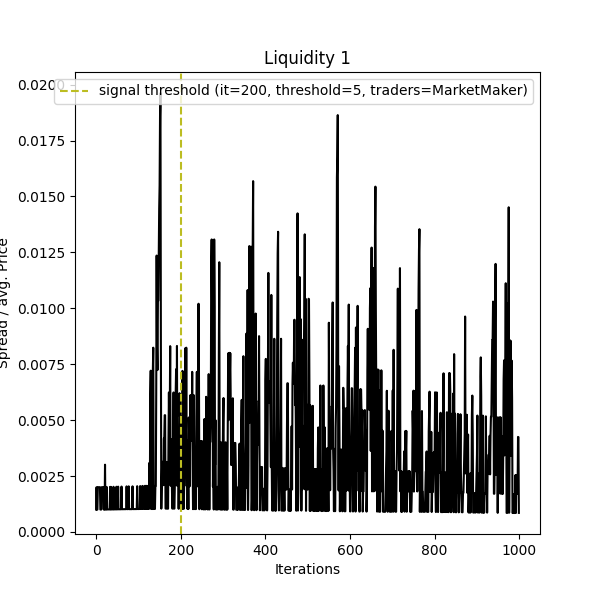 Liquidity 1
signal threshold (it=200, threshold=5, traders=MarketMaker)
0.0200
0.0175
0.0150
0.0125
0.0100
0.0075
0.0050
0.0025
0.0000
Spread / avg. Price
0 200 400 600 800 1000
Iterations